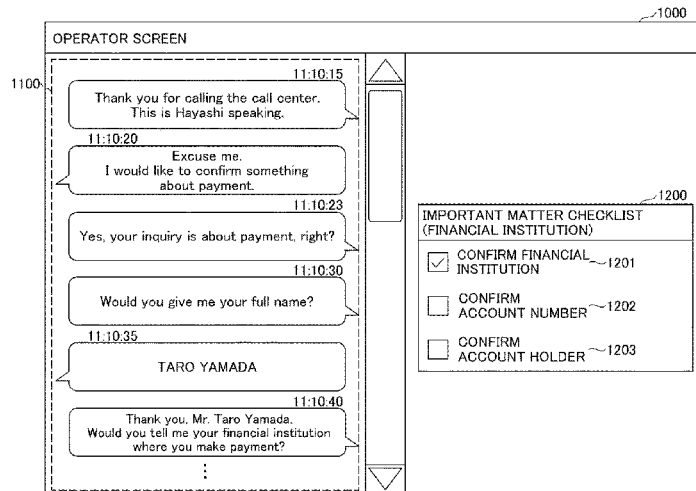 1000
OPERATOR SCREEN
1100
11:10:15
Thank you for calling the call center.
This is Hayashi speaking.
11:10:20
Excuse me.
I would like to confirm something
about payment.
11:10:23
Yes, your inquiry is about payment, right?
11:10:30
Would you give me your full name?
11:10:35
TARO YAMADA
11:10:40
Thank you, Mr. Taro Yamada.
Would you tell me your financial institution
where you make payment?
1200
IMPORTANT MATTER CHECKLIST
(FINANCIAL INSTITUTION)
CONFIRM FINANCIAL
INSTITUTION 1201
CONFIRM
ACCOUNT NUMBER 1202
CONFIRM
ACCOUNT HOLDER 1203